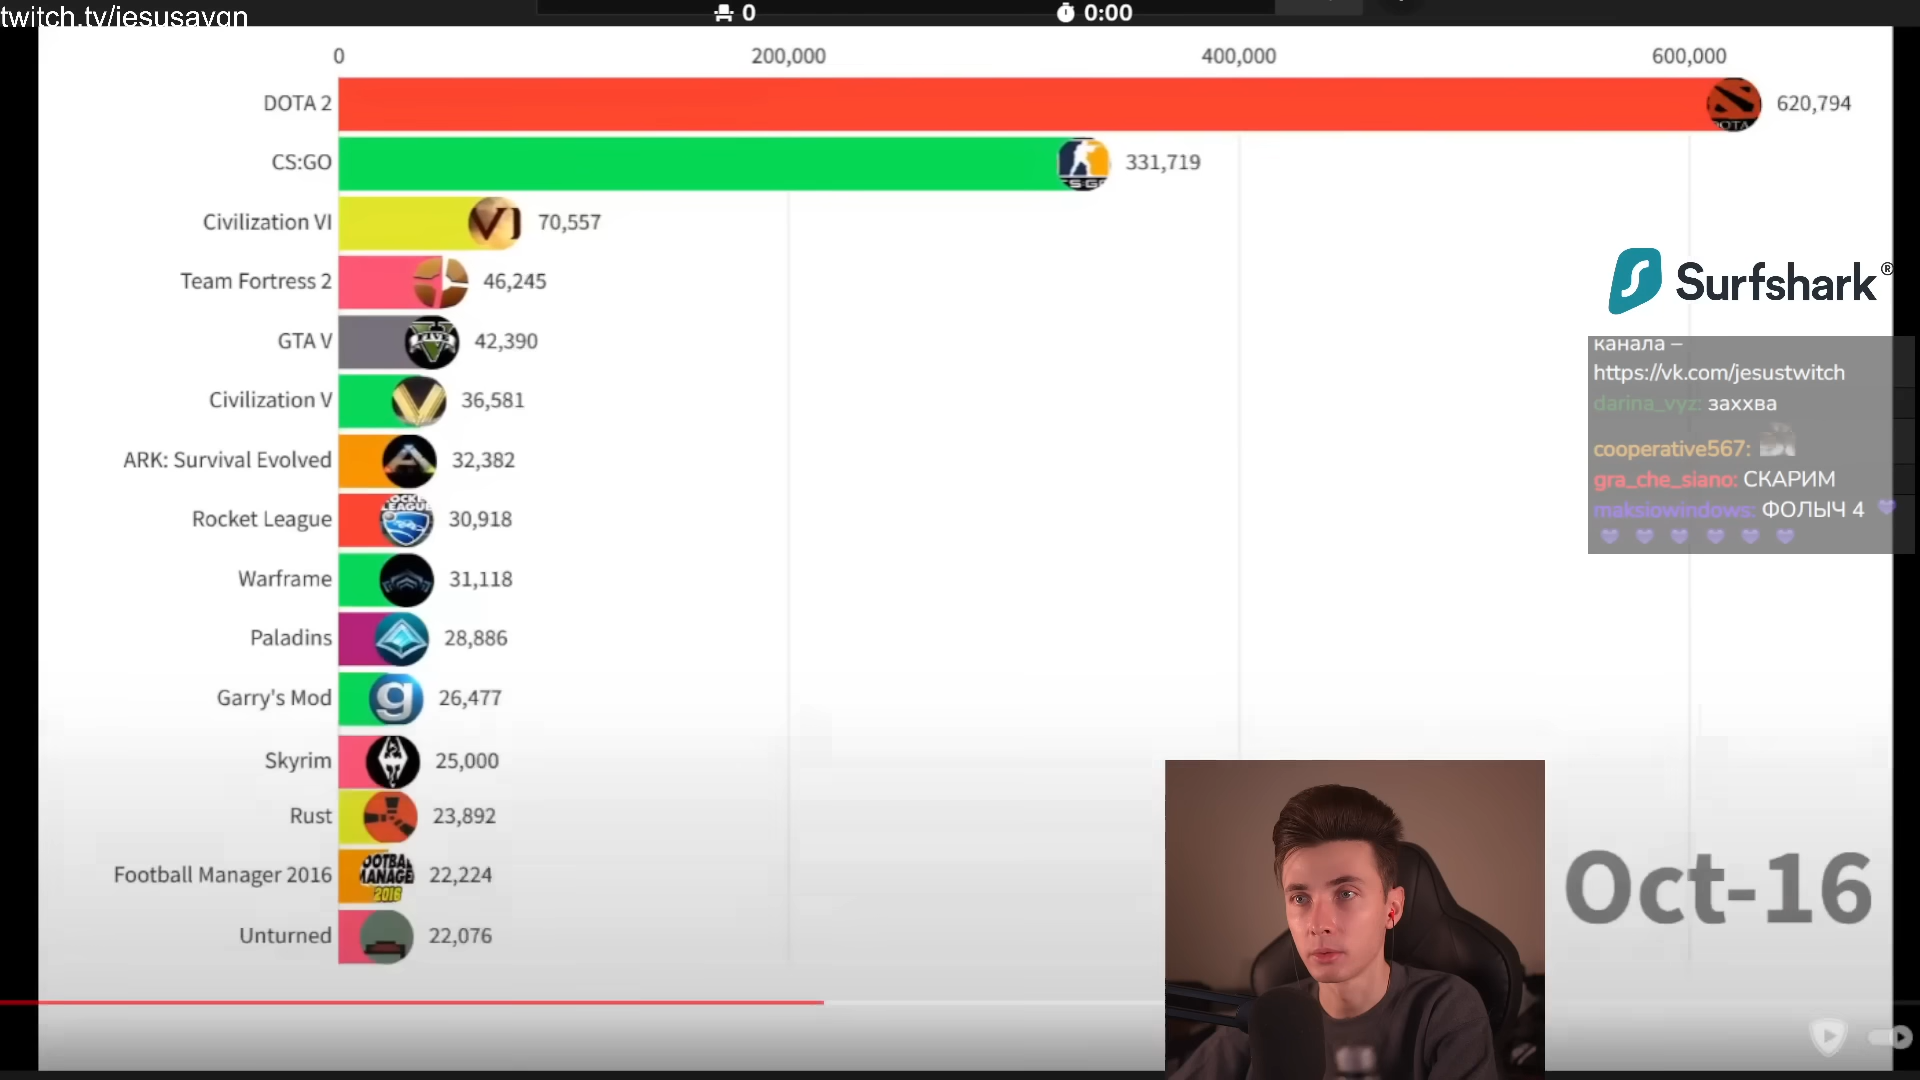 twitch.tv/jesusavgn
0
0:00
0
200,000
400,000
600,000
DOTA 2
620,794
CS:GO
331,719
Civilization VI
70,557
Team Fortress 2
46,245
GTA V
42,390
Civilization V
36,581
ARK: Survival Evolved
32,382
Rocket League
30,918
Warframe
31,118
Paladins
28,886
Garry's Mod
26,477
Skyrim
25,000
Rust
23,892
Football Manager 2016
22,224
Unturned
22,076
Oct-16
Surfshark®
канала –
https://vk.com/jesustwitch
darina_vyz: заххва
cooperative567:
gra_che_siano: СКАРИМ
maksiowindows: ФОЛЫЧ 4